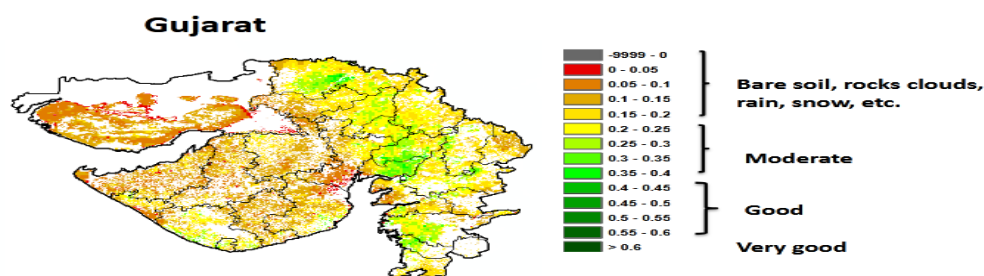 Gujarat
-9999 - 0
0 - 0.05
0.05 - 0.1
0.1 - 0.15
0.15 - 0.2
0.2 - 0.25
0.25 - 0.3
0.3 - 0.35
0.35 - 0.4
0.4 - 0.45
0.45 - 0.5
0.5 - 0.55
0.55 - 0.6
> 0.6
Bare soil, rocks clouds,
rain, snow, etc.
Moderate
Good
Very good